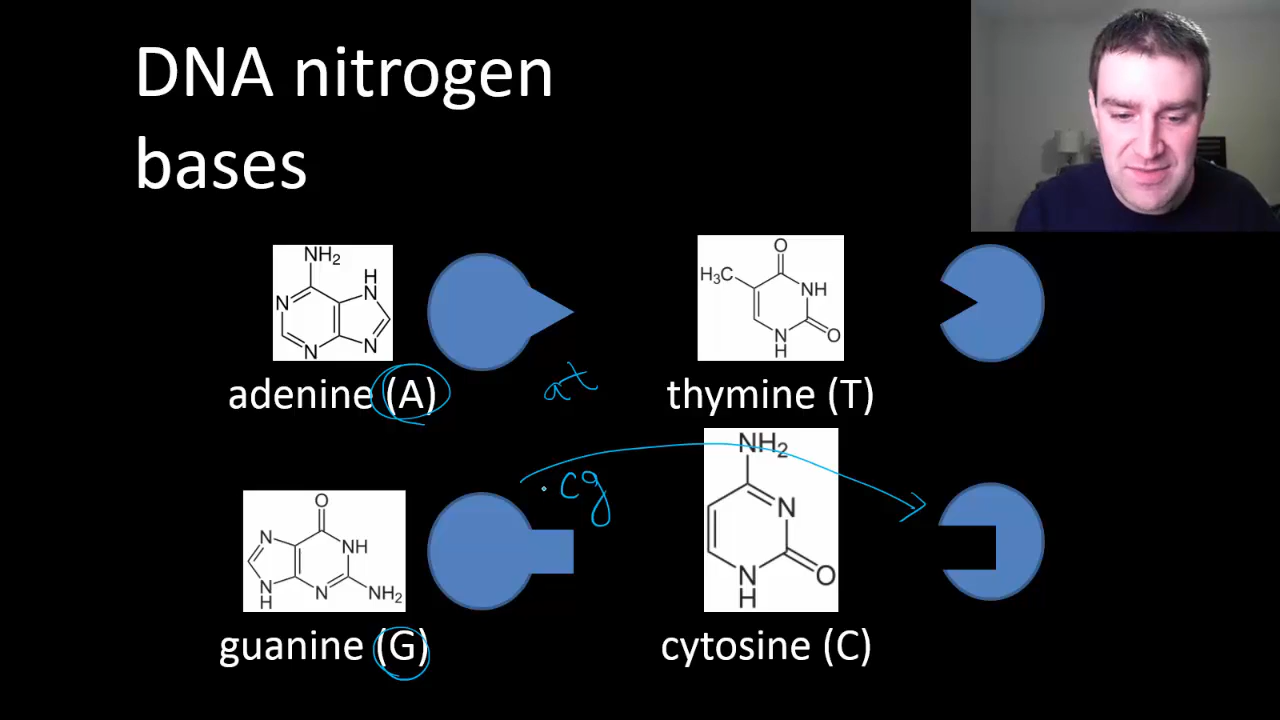 DNA nitrogen
bases
NH₂
H
N
N
N
N
adenine (A)
at
O
H₃C
NH
N
H
O
thymine (T)
cg
O
N
NH
N
H
N
NH₂
guanine (G)
NH₂
N
N
H
O
cytosine (C)